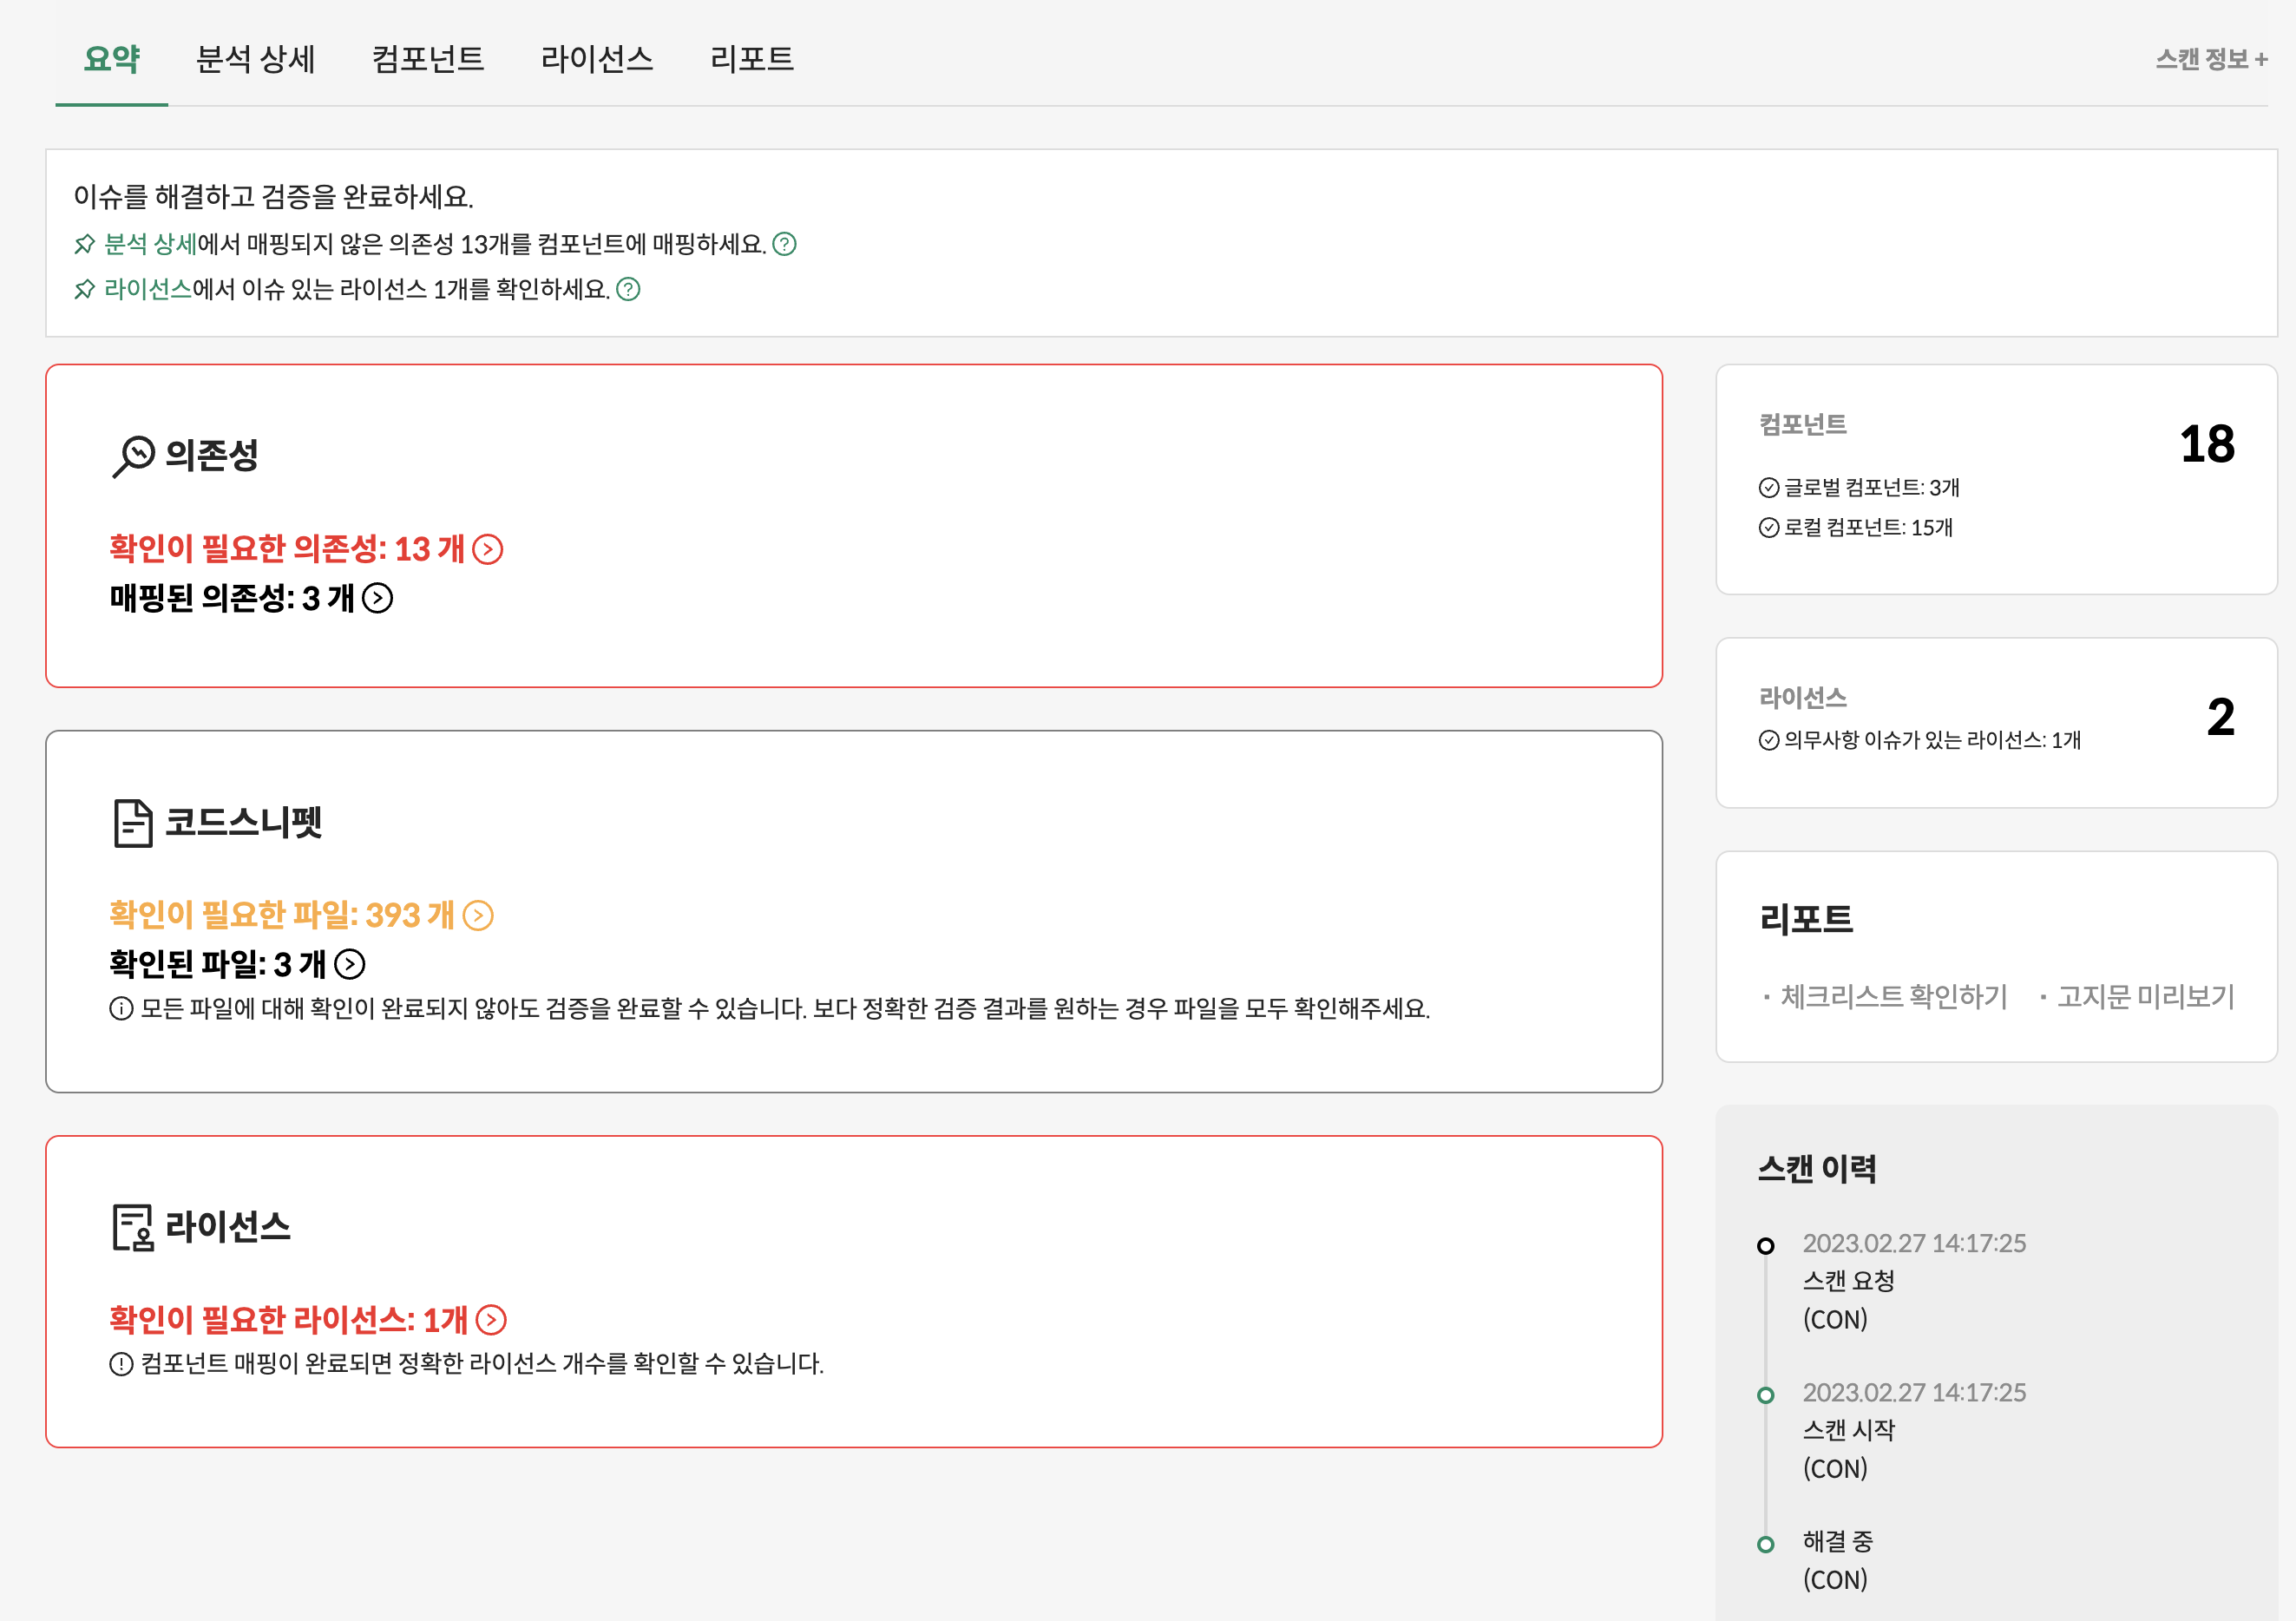 요약 분석 상세 컴포넌트 라이선스 리포트 스캔 정보 +
이슈를 해결하고 검증을 완료하세요.
분석 상세에서 매핑되지 않은 의존성 13개를 컴포넌트에 매핑하세요.
라이선스에서 이슈 있는 라이선스 1개를 확인하세요.
의존성
확인이 필요한 의존성: 13 개
매핑된 의존성: 3 개
코드스니펫
확인이 필요한 파일: 393 개
확인된 파일: 3 개
모든 파일에 대해 확인이 완료되지 않아도 검증을 완료할 수 있습니다. 보다 정확한 검증 결과를 원하는 경우 파일을 모두 확인해주세요.
라이선스
확인이 필요한 라이선스: 1개
컴포넌트 매핑이 완료되면 정확한 라이선스 개수를 확인할 수 있습니다.
컴포넌트
18
글로벌 컴포넌트: 3개
로컬 컴포넌트: 15개
라이선스
2
의무사항 이슈가 있는 라이선스: 1개
리포트
· 체크리스트 확인하기 · 고지문 미리보기
스캔 이력
2023.02.27 14:17:25
스캔 요청
(CON)
2023.02.27 14:17:25
스캔 시작
(CON)
해결 중
(CON)